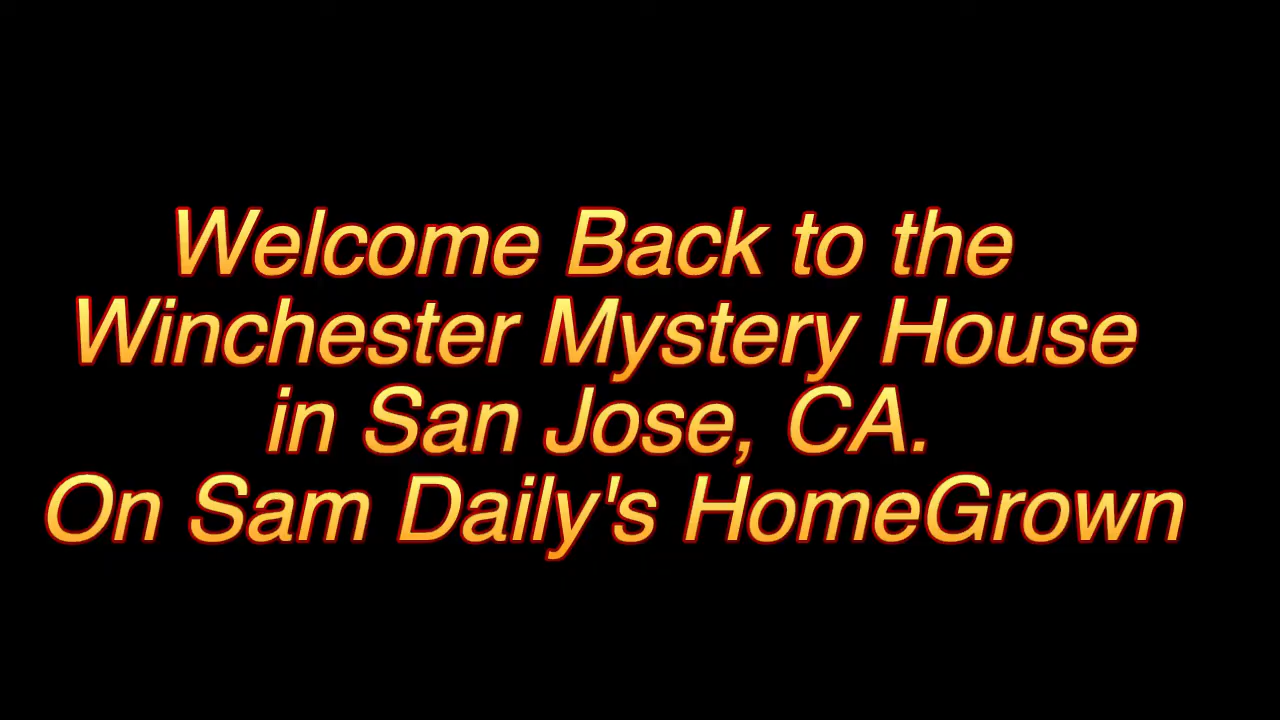 Welcome Back to the
Winchester Mystery House
in San Jose, CA.
On Sam Daily's HomeGrown